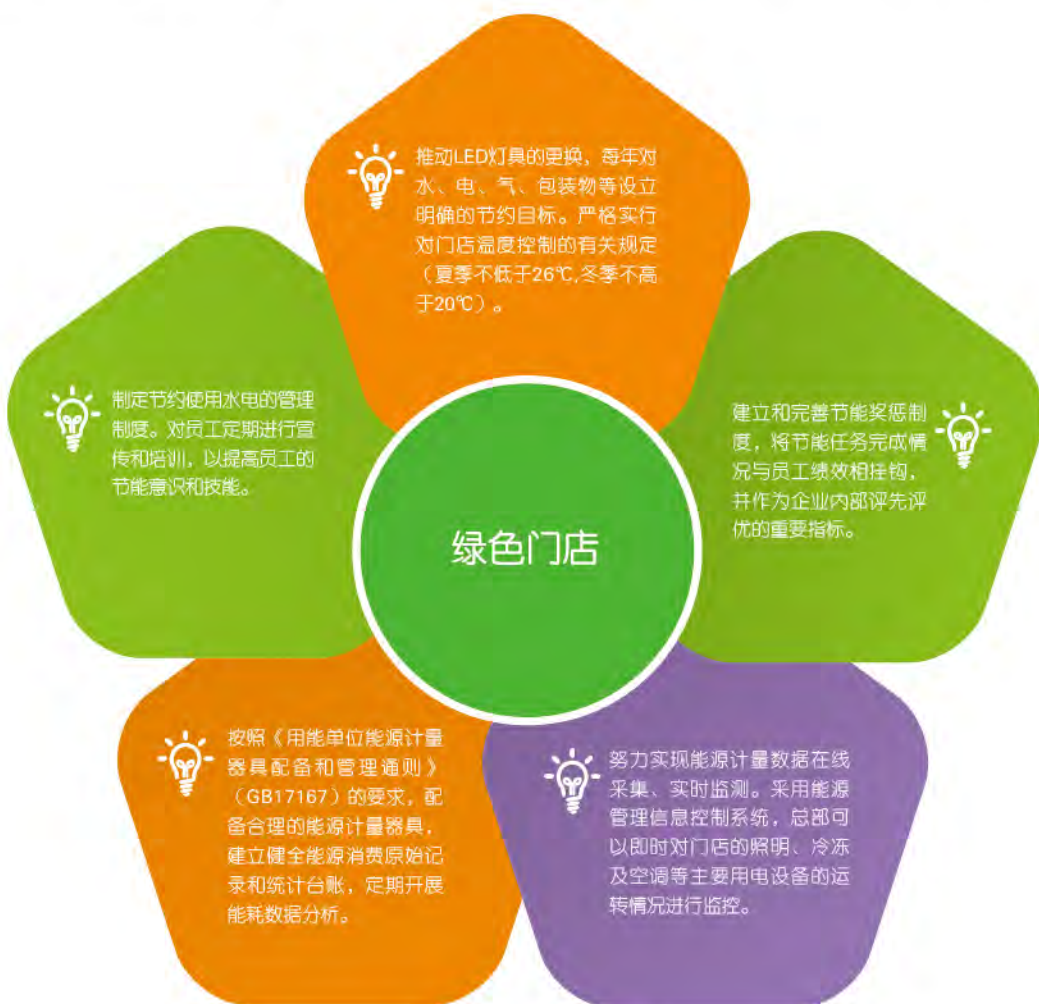 推动LED灯具的更换，每年对
水、电、气、包装物等设立
明确的节约目标。严格实行
对门店温度控制的有关规定
（夏季不低于26℃,冬季不高
于20℃）。
制定节约使用水电的管理
制度。对员工定期进行宣
传和培训，以提高员工的
节能意识和技能。
建立和完善节能奖惩制
度，将节能任务完成情
况与员工绩效相挂钩，
并作为企业内部评先评
优的重要指标。
绿色门店
按照《用能单位能源计量
器具配备和管理通则》
（GB17167）的要求，配
备合理的能源计量器具，
建立健全能源消费原始记
录和统计台账，定期开展
能耗数据分析。
努力实现能源计量数据在线
采集、实时监测。采用能源
管理信息控制系统，总部可
以即时对门店的照明、冷冻
及空调等主要用电设备的运
转情况进行监控。